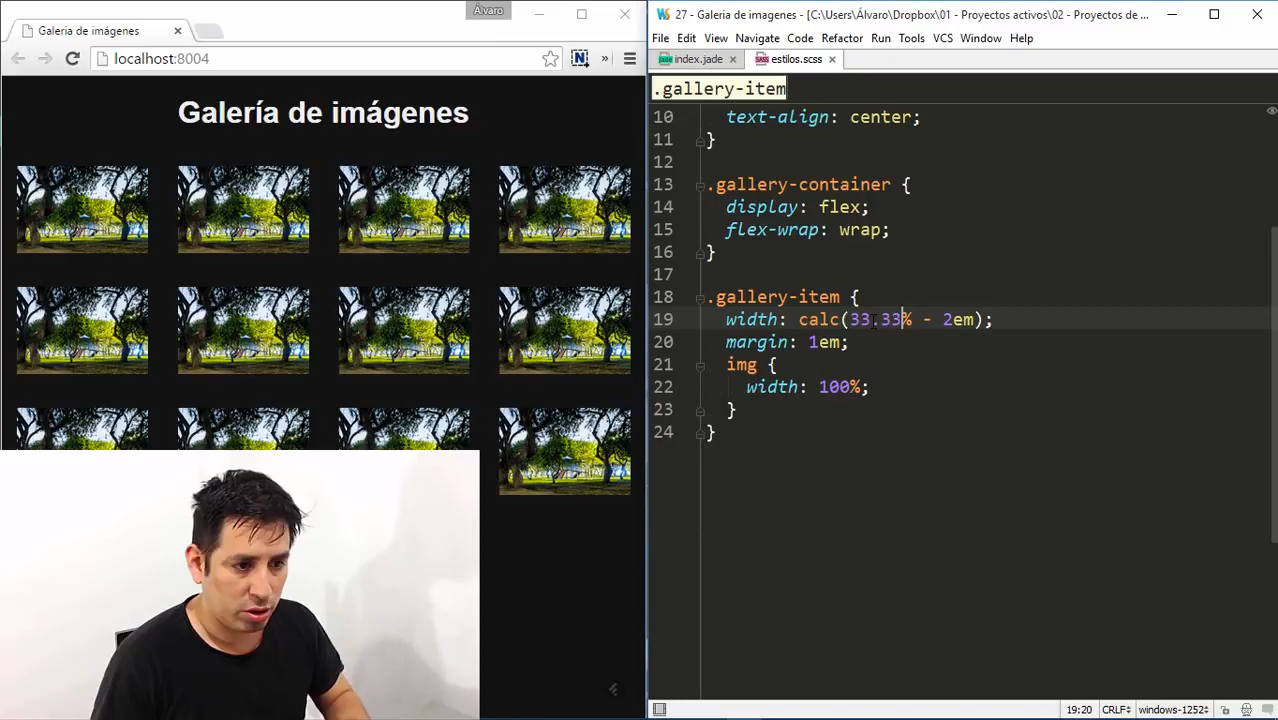 Álvaro
Galeria de imagenes
localhost:8004
Galería de imágenes
27 - Galeria de imagenes - [C:\Users\Álvaro\Dropbox\01 - Proyectos activos\02 - Proyectos de ...
File Edit View Navigate Code Refactor Run Tools VCS Window Help
index.jade
estilos.scss
.gallery-item
10 text-align: center;
11 }
12
13 .gallery-container {
14 display: flex;
15 flex-wrap: wrap;
16 }
17
18 .gallery-item {
19 width: calc(33.33% - 2em);
20 margin: 1em;
21 img {
22 width: 100%;
23 }
24 }
19:20 CRLF÷ windows-1252÷